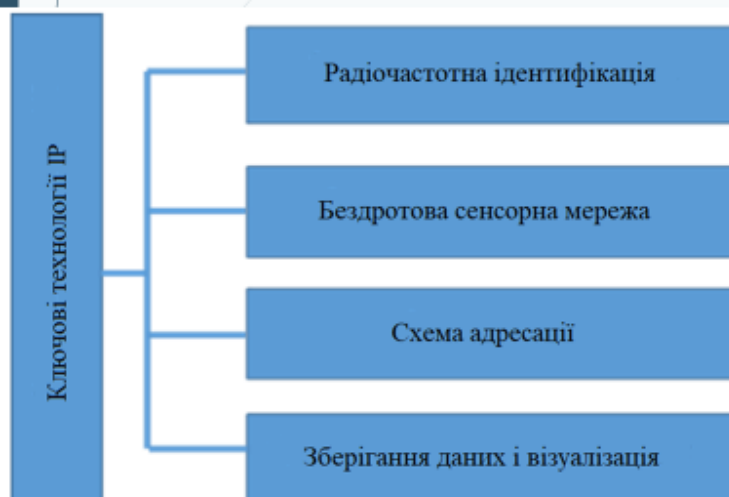 Ключові технології ІР
Радіочастотна ідентифікація
Бездротова сенсорна мережа
Схема адресації
Зберігання даних і візуалізація